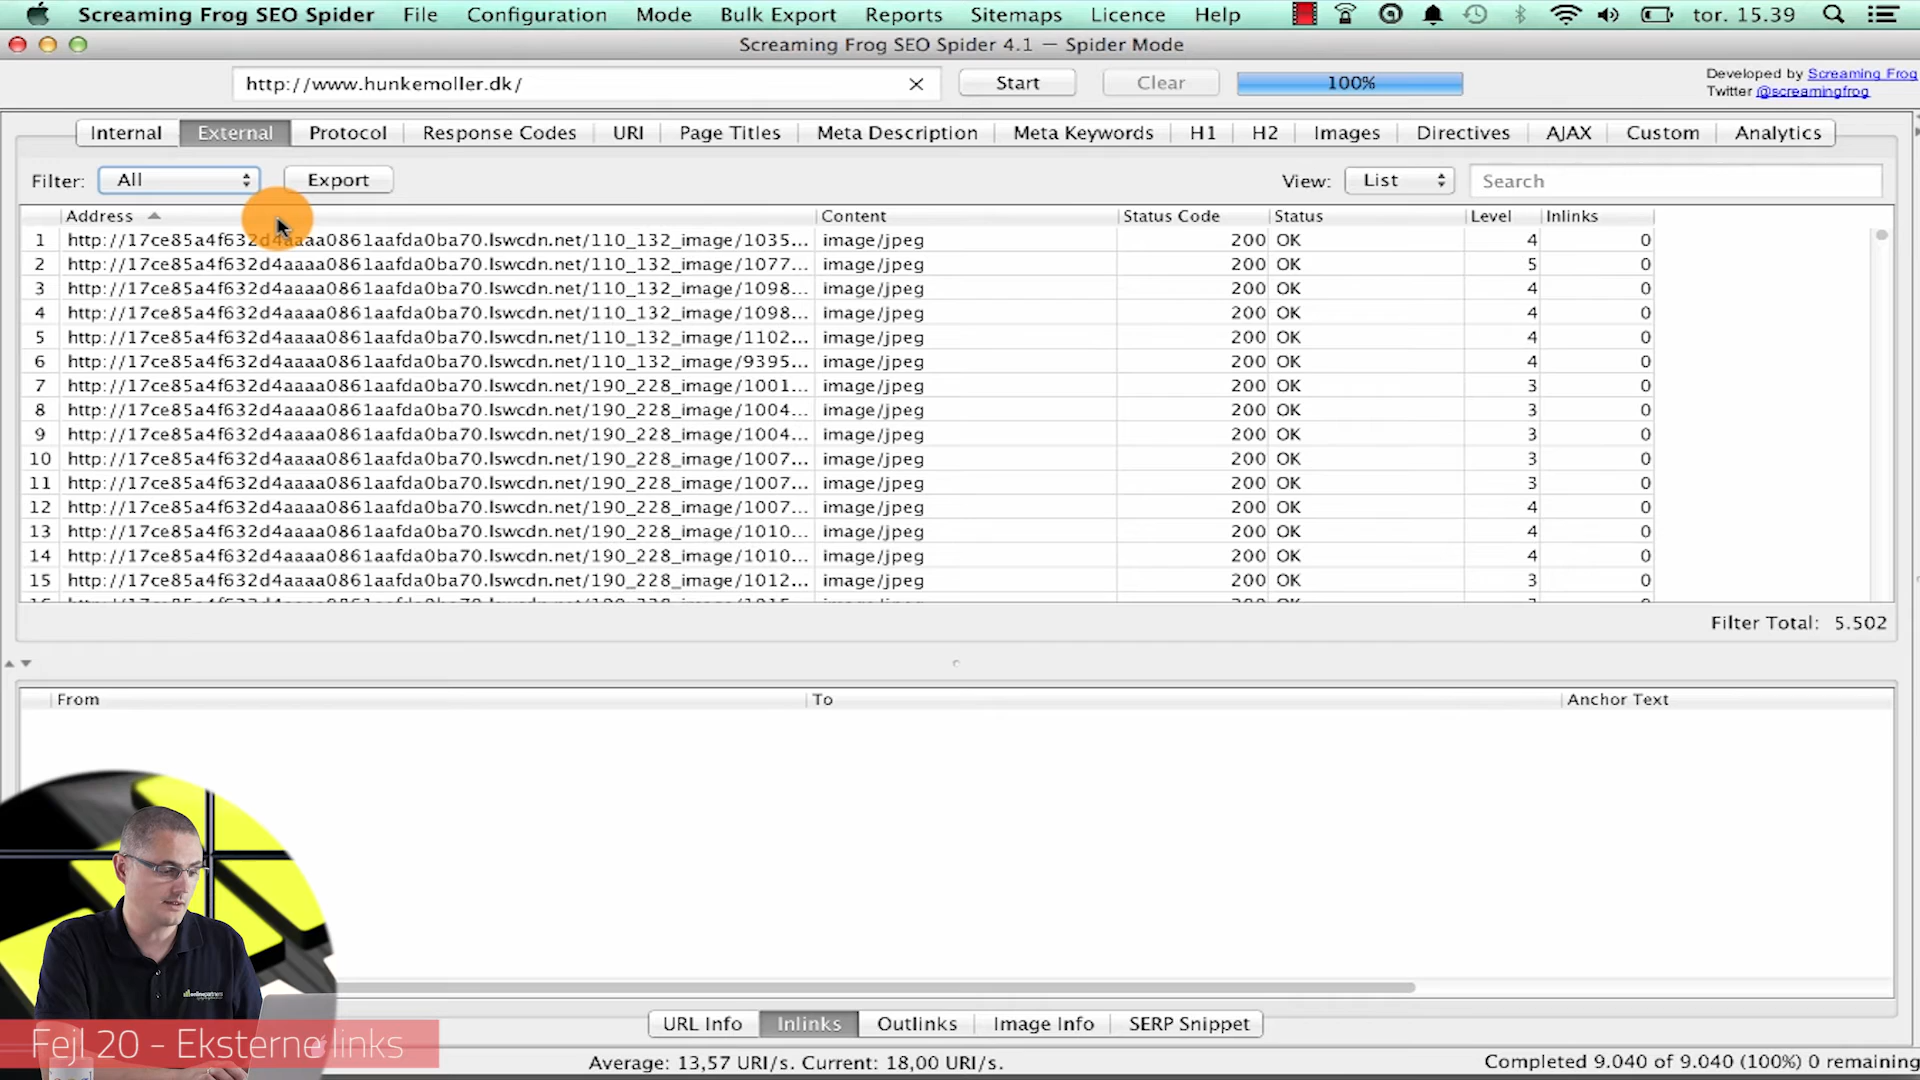 Screaming Frog SEO Spider File Configuration Mode Bulk Export Reports Sitemaps Licence Help tor. 15.39
Screaming Frog SEO Spider 4.1 — Spider Mode
http://www.hunkemoller.dk/ Start Clear 100%
Developed by Screaming Frog
Twitter @screamingfrog
Internal External Protocol Response Codes URI Page Titles Meta Description Meta Keywords H1 H2 Images Directives AJAX Custom Analytics
Filter: All Export View: List Search
Address Content Status Code Status Level Inlinks
1 http://17ce85a4f632d4aaaa0861aafda0ba70.lswcdn.net/110_132_image/1035... image/jpeg 200 OK 4 0
2 http://17ce85a4f632d4aaaa0861aafda0ba70.lswcdn.net/110_132_image/1077... image/jpeg 200 OK 5 0
3 http://17ce85a4f632d4aaaa0861aafda0ba70.lswcdn.net/110_132_image/1098... image/jpeg 200 OK 4 0
4 http://17ce85a4f632d4aaaa0861aafda0ba70.lswcdn.net/110_132_image/1098... image/jpeg 200 OK 4 0
5 http://17ce85a4f632d4aaaa0861aafda0ba70.lswcdn.net/110_132_image/1102... image/jpeg 200 OK 4 0
6 http://17ce85a4f632d4aaaa0861aafda0ba70.lswcdn.net/110_132_image/9395... image/jpeg 200 OK 4 0
7 http://17ce85a4f632d4aaaa0861aafda0ba70.lswcdn.net/190_228_image/1001... image/jpeg 200 OK 3 0
8 http://17ce85a4f632d4aaaa0861aafda0ba70.lswcdn.net/190_228_image/1004... image/jpeg 200 OK 3 0
9 http://17ce85a4f632d4aaaa0861aafda0ba70.lswcdn.net/190_228_image/1004... image/jpeg 200 OK 3 0
10 http://17ce85a4f632d4aaaa0861aafda0ba70.lswcdn.net/190_228_image/1007... image/jpeg 200 OK 3 0
11 http://17ce85a4f632d4aaaa0861aafda0ba70.lswcdn.net/190_228_image/1007... image/jpeg 200 OK 3 0
12 http://17ce85a4f632d4aaaa0861aafda0ba70.lswcdn.net/190_228_image/1007... image/jpeg 200 OK 4 0
13 http://17ce85a4f632d4aaaa0861aafda0ba70.lswcdn.net/190_228_image/1010... image/jpeg 200 OK 4 0
14 http://17ce85a4f632d4aaaa0861aafda0ba70.lswcdn.net/190_228_image/1010... image/jpeg 200 OK 4 0
15 http://17ce85a4f632d4aaaa0861aafda0ba70.lswcdn.net/190_228_image/1012... image/jpeg 200 OK 3 0
Filter Total: 5.502
From To Anchor Text
URL Info Inlinks Outlinks Image Info SERP Snippet
Fejl 20 - Eksterne links
Average: 13,57 URI/s. Current: 18,00 URI/s. Completed 9.040 of 9.040 (100%) 0 remaining